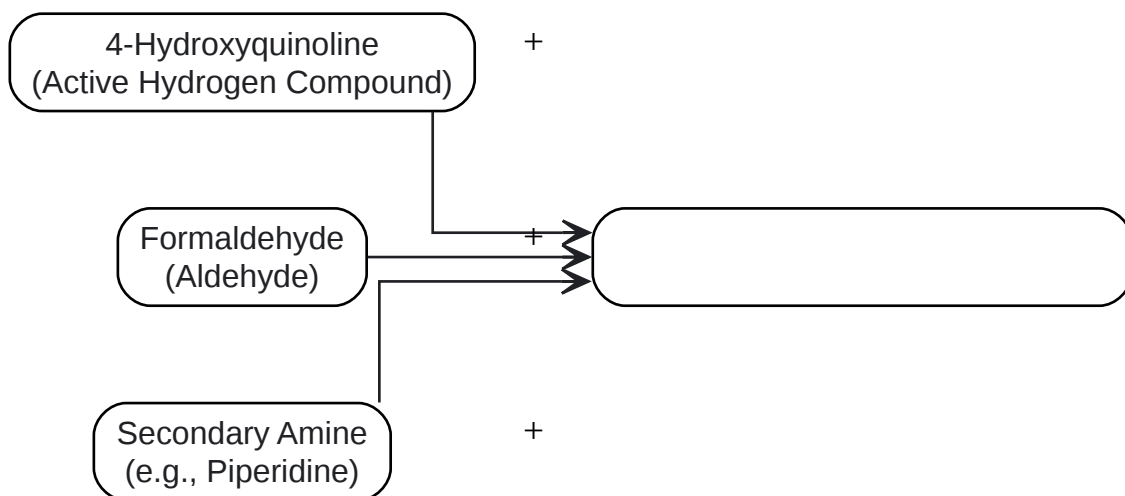 4-Hydroxyquinoline
(Active Hydrogen Compound)
+
Formaldehyde
(Aldehyde)
+
Secondary Amine
(e.g., Piperidine)
+